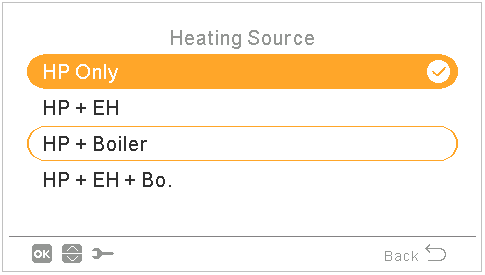 Heating Source
HP Only
HP + EH
HP + Boiler
HP + EH + Bo.
OK Back